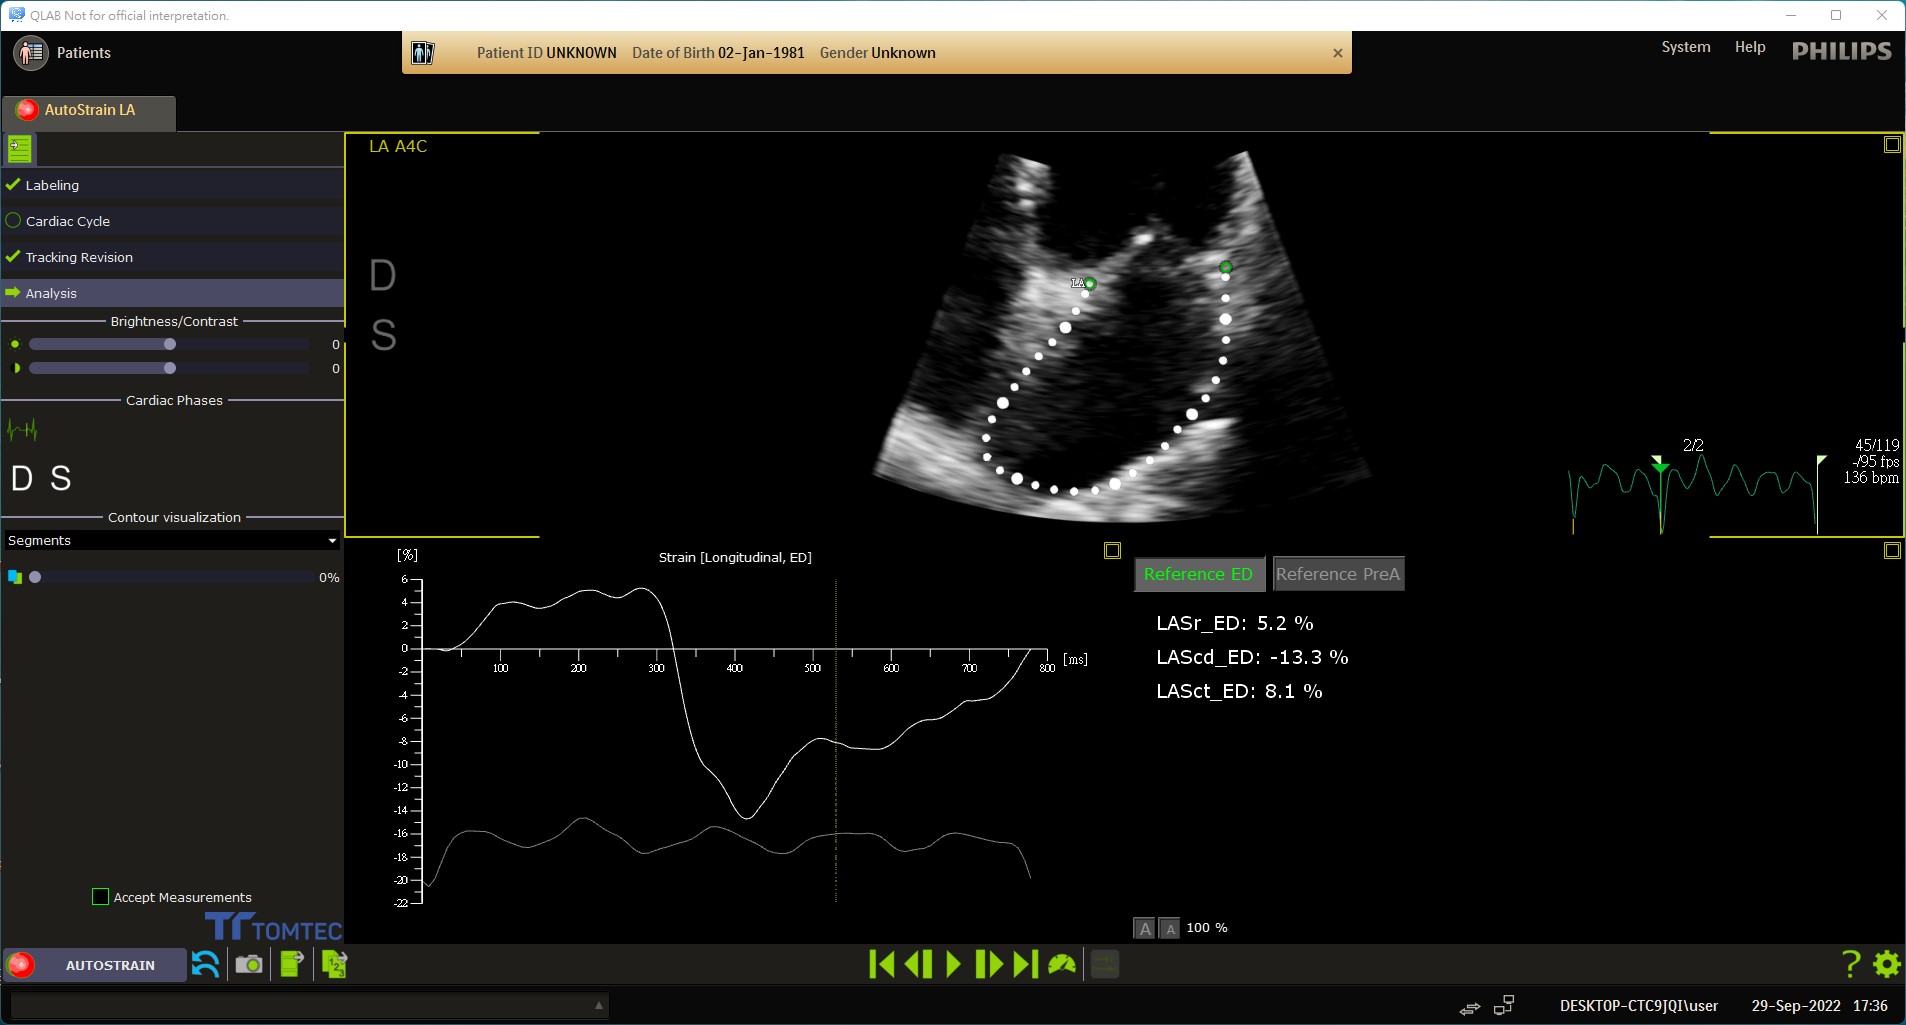 QLAB Not for official interpretation.
Patients
Patient ID UNKNOWN Date of Birth 02-Jan-1981 Gender Unknown
System Help PHILIPS
AutoStrain LA
Labeling
Cardiac Cycle
Tracking Revision
Analysis
Brightness/Contrast
0
0
Cardiac Phases
D S
Contour visualization
Segments
0%
Accept Measurements
TOMTEC
LA A4C
D
S
LA
2/2
45/119
-/95 fps
136 bpm
[%]
Strain [Longitudinal, ED]
6
4
2
0
-2
-4
-6
-8
-10
-12
-14
-16
-18
-20
-22
100 200 300 400 500 600 700 800 [ms]
Reference ED Reference PreA
LASr_ED: 5.2 %
LAScd_ED: -13.3 %
LASct_ED: 8.1 %
A A 100 %
AUTOSTRAIN
1 2 3
?
DESKTOP-CTC9JQI\user 29-Sep-2022 17:36